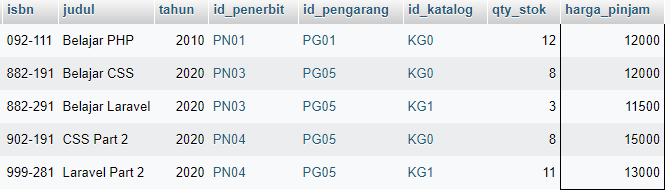 isbn judul tahun id_penerbit id_pengarang id_katalog qty_stok harga_pinjam
092-111 Belajar PHP 2010 PN01 PG01 KG0 12 12000
882-191 Belajar CSS 2020 PN03 PG05 KG0 8 12000
882-291 Belajar Laravel 2020 PN03 PG05 KG1 3 11500
902-191 CSS Part 2 2020 PN04 PG05 KG0 8 15000
999-281 Laravel Part 2 2020 PN04 PG05 KG1 11 13000